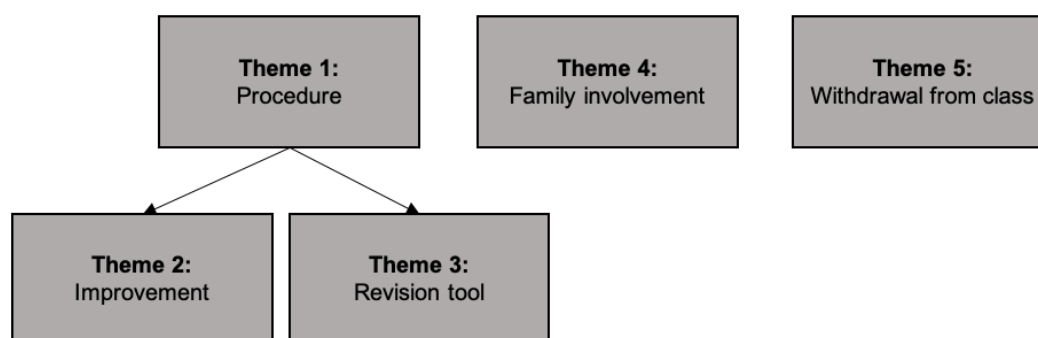 Theme 1:
Procedure
Theme 4:
Family involvement
Theme 5:
Withdrawal from class
Theme 2:
Improvement
Theme 3:
Revision tool